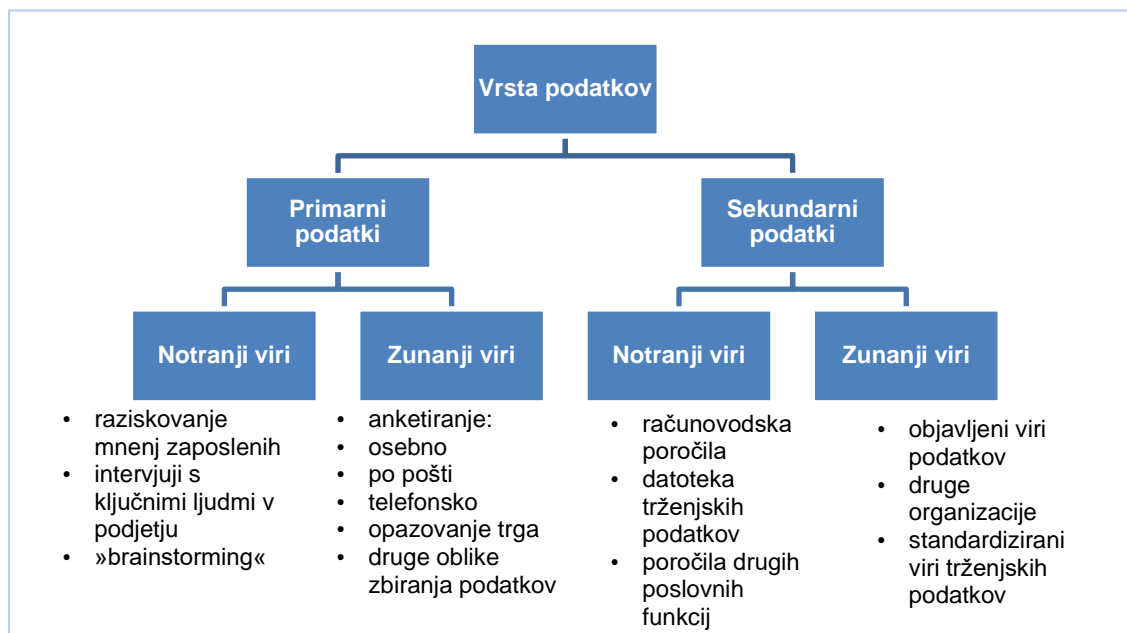 Vrsta podatkov
Primarni
podatki
Sekundarni
podatki
Notranji viri
Zunanji viri
Notranji viri
Zunanji viri
• raziskovanje
mnenj zaposlenih
• intervjuji s
ključnimi ljudmi v
podjetju
• »brainstorming«
• anketiranje:
• osebno
• po pošti
• telefonsko
• opazovanje trga
• druge oblike
zbiranja podatkov
• računovodska
poročila
• datoteka
trženjskih
podatkov
• poročila drugih
poslovnih
funkcij
• objavljeni viri
podatkov
• druge
organizacije
• standardizirani
viri trženjskih
podatkov